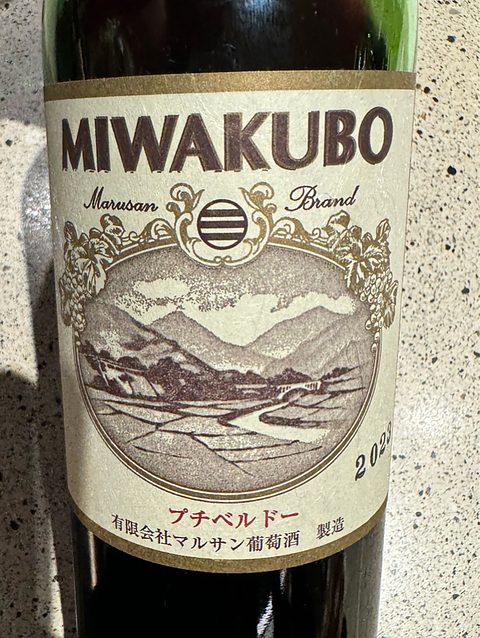 MIWAKUBO
Marusan Brand
2023
プチベルドー
有限会社マルサン葡萄酒 製造